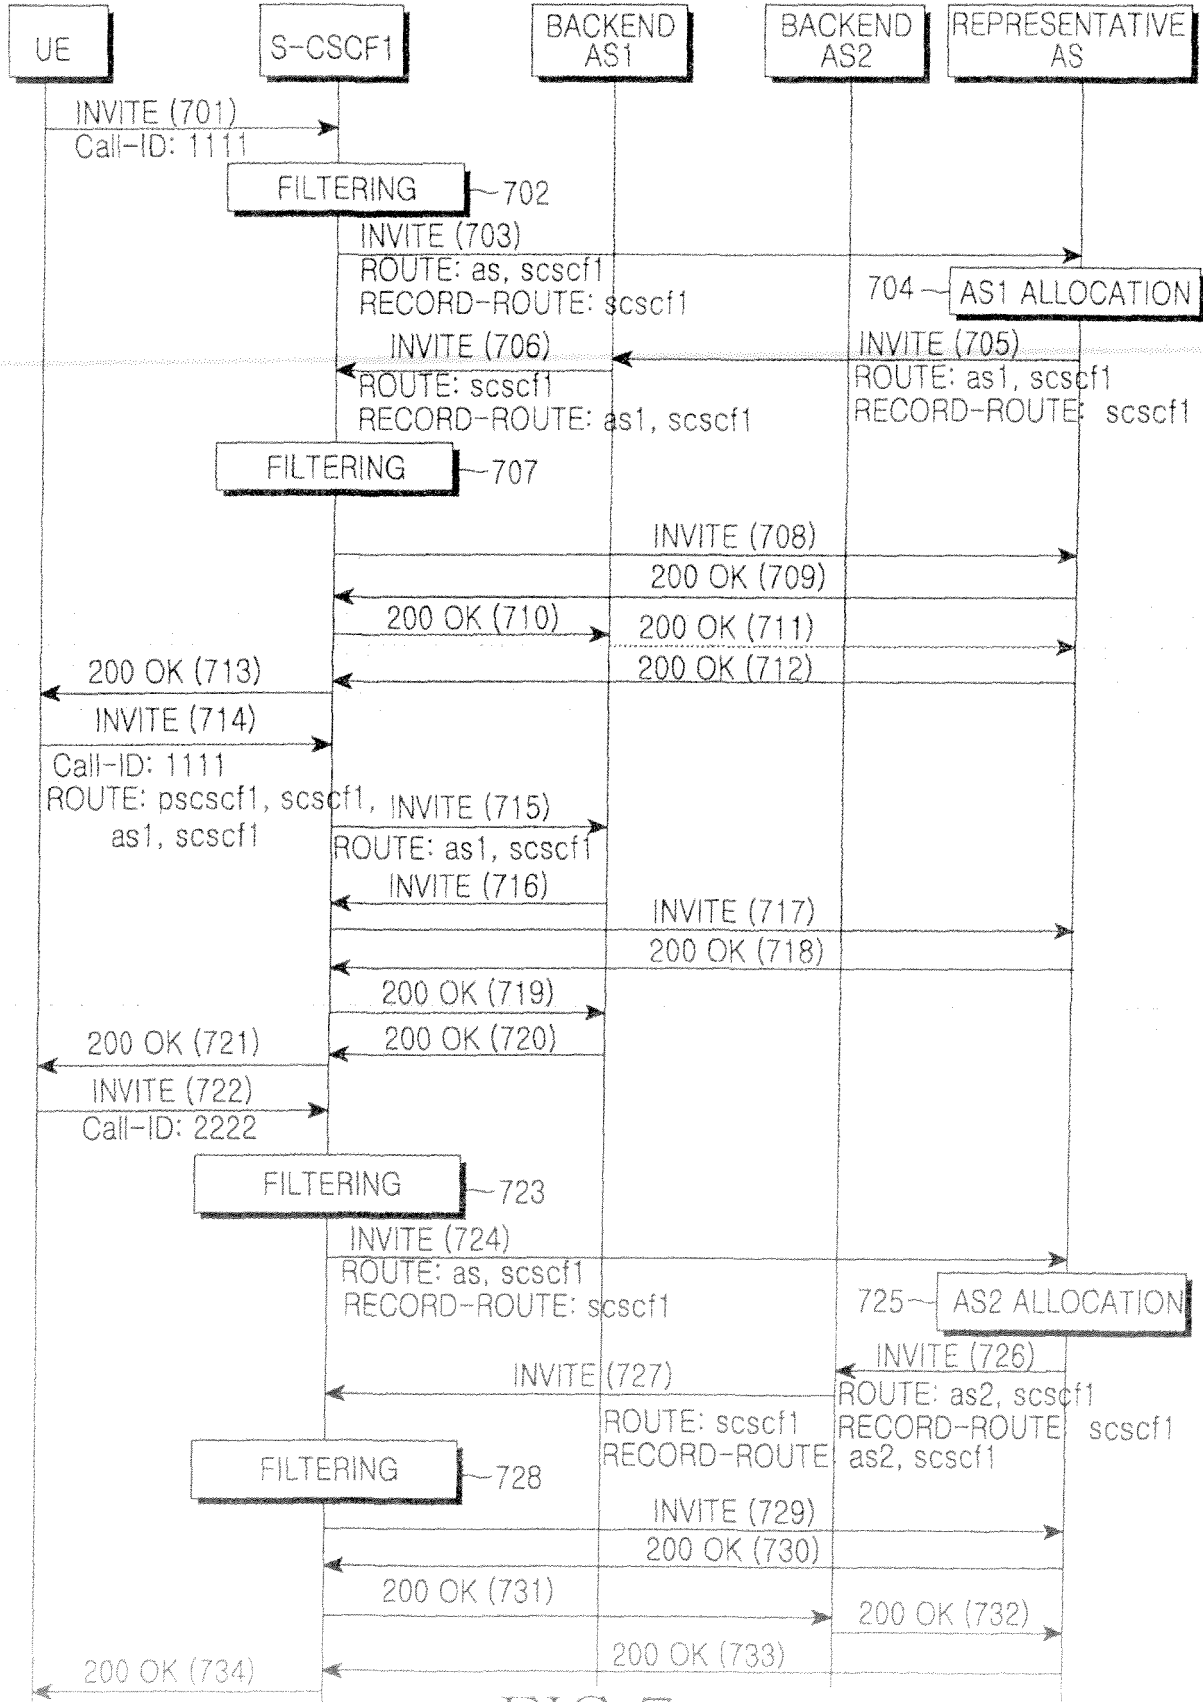 UE
S-CSCF1
BACKEND
AS1
BACKEND
AS2
REPRESENTATIVE
AS
INVITE (701)
Call-ID: 1111
FILTERING
702
INVITE (703)
ROUTE: as, scscf1
RECORD-ROUTE: scscf1
704
AS1 ALLOCATION
INVITE (705)
ROUTE: as1, scscf1
RECORD-ROUTE: scscf1
INVITE (706)
ROUTE: scscf1
RECORD-ROUTE: as1, scscf1
FILTERING
707
INVITE (708)
200 OK (709)
200 OK (710)
200 OK (711)
200 OK (712)
200 OK (713)
INVITE (714)
Call-ID: 1111
ROUTE: pscscf1, scscf1,
as1, scscf1
INVITE (715)
ROUTE: as1, scscf1
INVITE (716)
INVITE (717)
200 OK (718)
200 OK (719)
200 OK (720)
200 OK (721)
INVITE (722)
Call-ID: 2222
FILTERING
723
INVITE (724)
ROUTE: as, scscf1
RECORD-ROUTE: scscf1
725
AS2 ALLOCATION
INVITE (726)
ROUTE: as2, scscf1
RECORD-ROUTE: scscf1
INVITE (727)
ROUTE: scscf1
RECORD-ROUTE: as2, scscf1
FILTERING
728
INVITE (729)
200 OK (730)
200 OK (731)
200 OK (732)
200 OK (733)
200 OK (734)